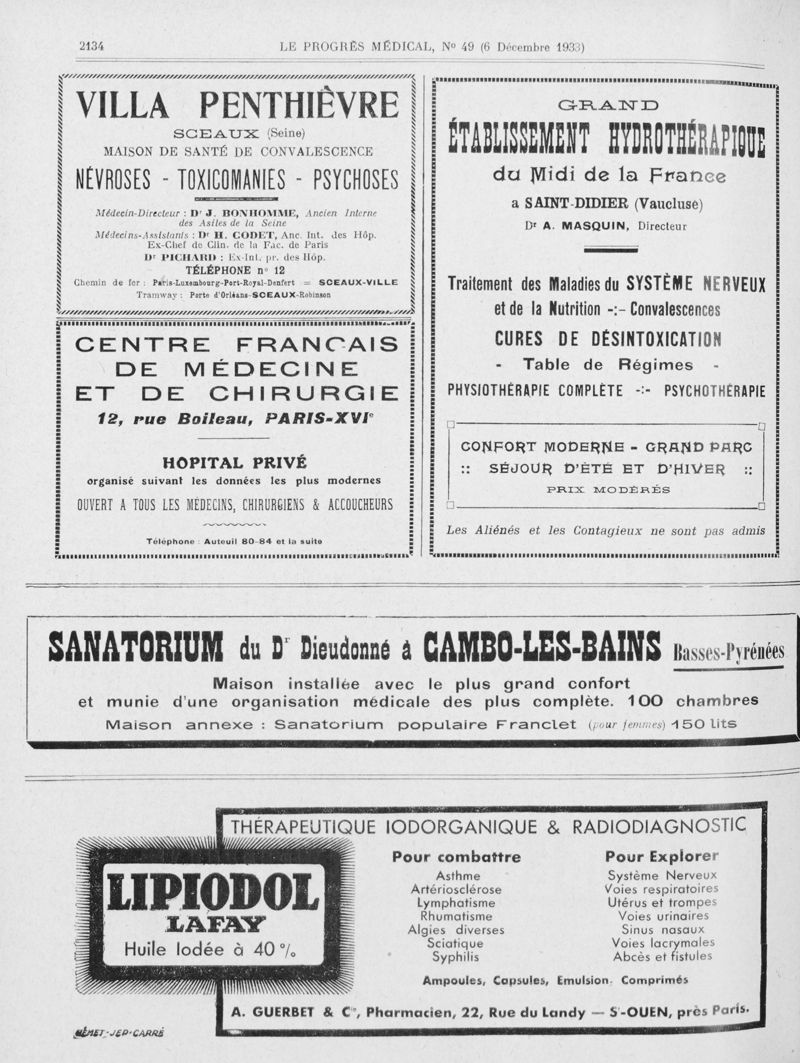 2134
LE PROGRÈS MÉDICAL, No 49 (6 Décembre 1933)
VILLA PENTHIÈVRE
SCEAUX (Seine)
MAISON DE SANTÉ DE CONVALESCENCE
NÉVROSES - TOXICOMANIES - PSYCHOSES
Médecin-Directeur : Dr J. BONHOMME, Ancien Interne
des Asiles de la Seine
Médecins-Assistants : Dr H. CODET, Anc. Int. des Hôp.
Ex-Chef de Clin. de la Fac. de Paris
Dr PICHARD : Ex-Int. pr. des Hôp.
TÉLÉPHONE no 12
Chemin de fer : Paris-Luxembourg-Port-Royal-Denfert = SCEAUX-VILLE
Tramway : Porte d'Orléans-SCEAUX-Robinson
CENTRE FRANCAIS
DE MÉDECINE
ET DE CHIRURGIE
12, rue Boileau, PARIS-XVIe
HOPITAL PRIVÉ
organisé suivant les données les plus modernes
OUVERT A TOUS LES MÉDECINS, CHIRURGIENS & ACCOUCHEURS
Téléphone : Auteuil 80-84 et la suite
GRAND
ÉTABLISSEMENT HYDROTHÉRAPIQUE
du Midi de la France
a SAINT-DIDIER (Vaucluse)
Dr A. MASQUIN, Directeur
Traitement des Maladies du SYSTÈME NERVEUX
et de la Nutrition -:- Convalescences
CURES DE DÉSINTOXICATION
- Table de Régimes -
PHYSIOTHÉRAPIE COMPLÈTE -:- PSYCHOTHÉRAPIE
CONFORT MODERNE - GRAND PARC
:: SÉJOUR D'ÉTÉ ET D'HIVER ::
PRIX MODÉRÉS
Les Aliénés et les Contagieux ne sont pas admis
SANATORIUM du Dr Dieudonné à CAMBO-LES-BAINS Basses-Pyrénées
Maison installée avec le plus grand confort
et munie d'une organisation médicale des plus complète. 100 chambres
Maison annexe : Sanatorium populaire Franclet (pour femmes) 150 lits
THÉRAPEUTIQUE IODORGANIQUE & RADIODIAGNOSTIC
LIPIODOL
LAFAY
Huile Iodée à 40 %
Pour combattre
Asthme
Artériosclérose
Lymphatisme
Rhumatisme
Algies diverses
Sciatique
Syphilis
Pour Explorer
Système Nerveux
Voies respiratoires
Utérus et trompes
Voies urinaires
Sinus nasaux
Voies lacrymales
Abcès et fistules
Ampoules, Capsules, Emulsion, Comprimés
A. GUERBET & Cie, Pharmacien, 22, Rue du Landy — St-OUEN, près Paris.
MÉMET-JEP-CARRÉ